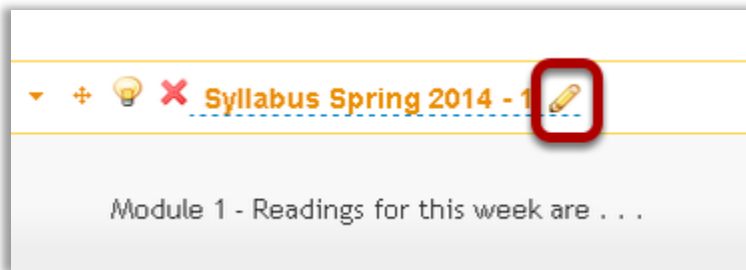 Syllabus Spring 2014 - 1
Module 1 - Readings for this week are . . .